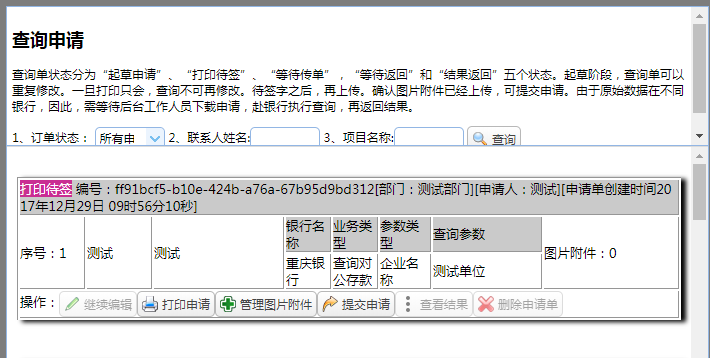 查询申请
查询单状态分为“起草申请”、“打印待签”、“等待传单”，“等待返回”和“结果返回”五个状态。起草阶段，查询单可以
重复修改。一旦打印只会，查询不可再修改。待签字之后，再上传。确认图片附件已经上传，可提交申请。由于原始数据在不同
银行，因此，需等待后台工作人员下载申请，赴银行执行查询，再返回结果。
1、订单状态： 所有申 2、联系人姓名: 3、项目名称: 查询
打印待签 编号：ff91bcf5-b10e-424b-a76a-67b95d9bd312[部门：测试部门][申请人：测试][申请单创建时间20
17年12月29日 09时56分10秒]
序号：1 测试 测试
银行名称 业务类型 参数类型 查询参数
重庆银行 查询对公存款 企业名称 测试单位
图片附件：0
操作： 继续编辑 打印申请 管理图片附件 提交申请 查看结果 删除申请单